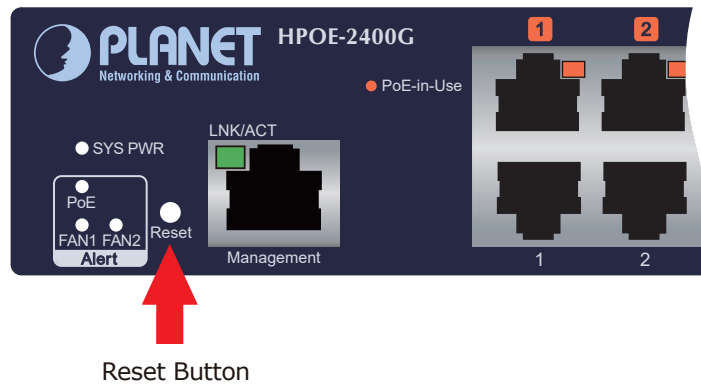 PLANET
Networking & Communication
HPOE-2400G
1 2
PoE-in-Use
LNK/ACT
SYS PWR
PoE
FAN1 FAN2
Alert
Reset
Management
1 2
Reset Button